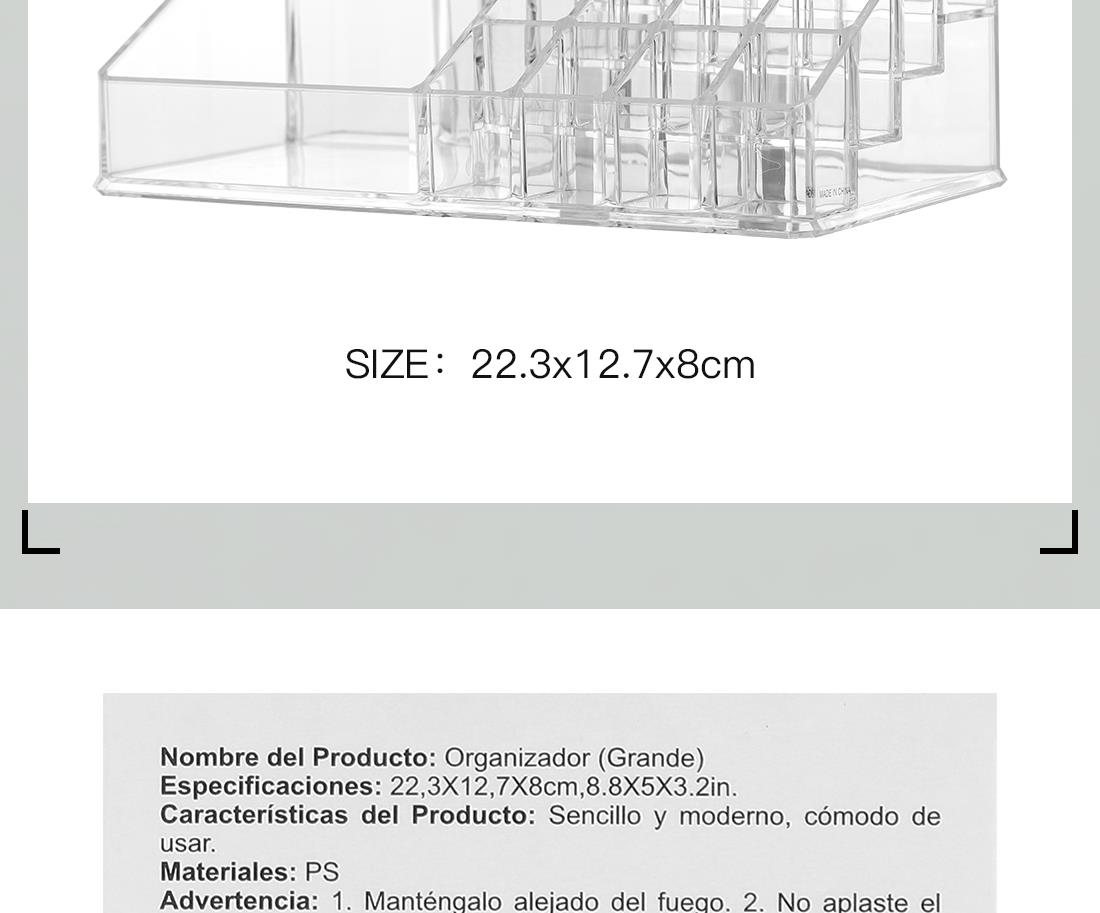 MADE IN CHINA
SIZE：22.3x12.7x8cm
Nombre del Producto: Organizador (Grande)
Especificaciones: 22,3X12,7X8cm,8.8X5X3.2in.
Características del Producto: Sencillo y moderno, cómodo de
usar.
Materiales: PS
Advertencia: 1. Manténgalo alejado del fuego. 2. No aplaste el